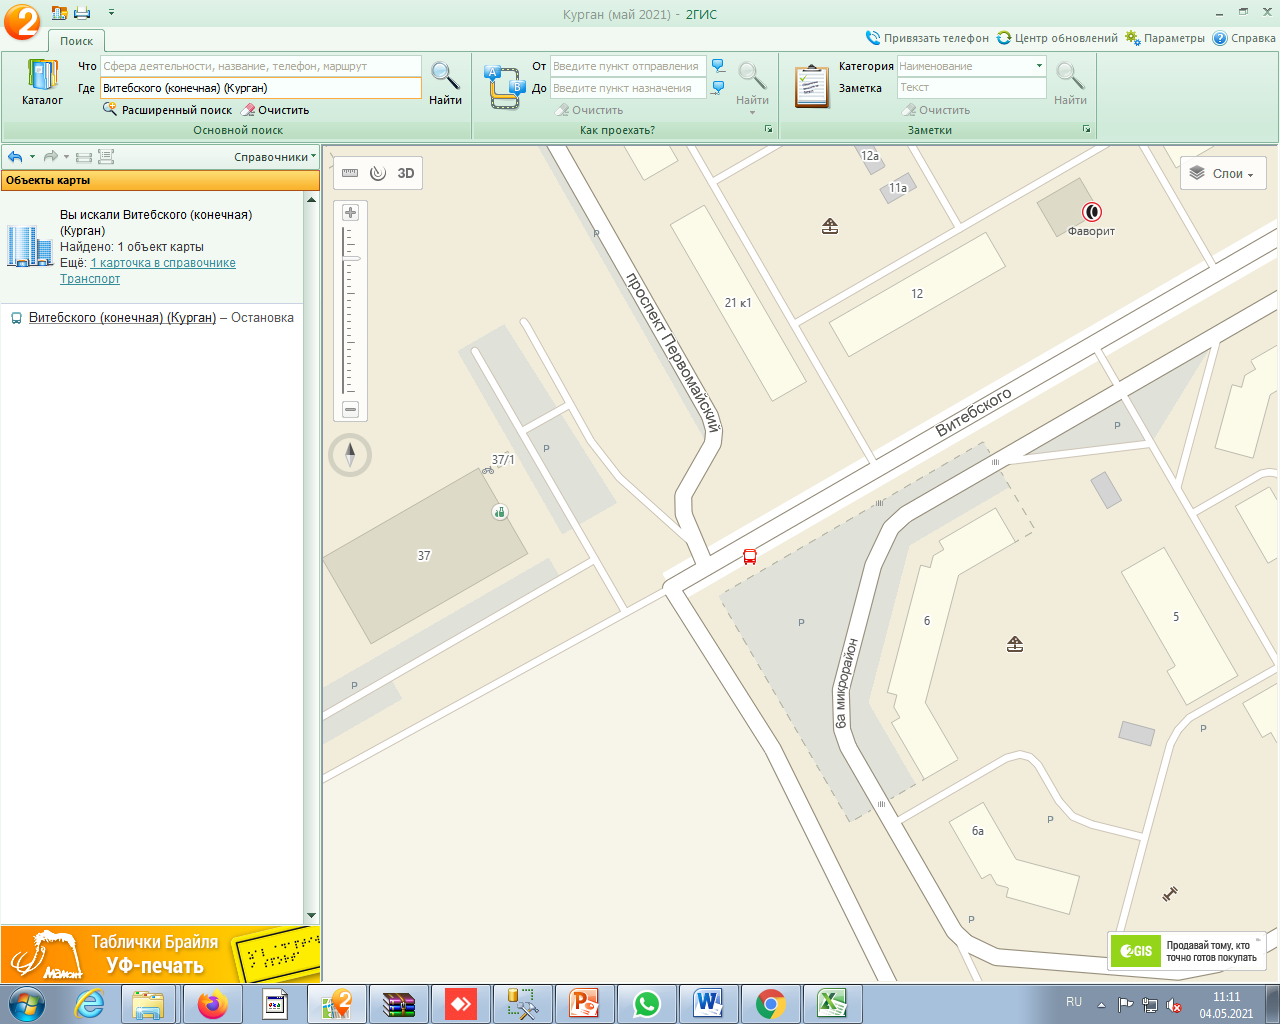 Курган (май 2021) - 2ГИС
Поиск
Привязать телефон
Центр обновлений
Параметры
Справка
Каталог
Что
Сфера деятельности, название, телефон, маршрут
Где
Витебского (конечная) (Курган)
Расширенный поиск
Очистить
Найти
Основной поиск
От
Введите пункт отправления
До
Введите пункт назначения
Очистить
Найти
Как проехать?
Категория
Наименование
Заметка
Текст
Очистить
Найти
Заметки
Справочники
Объекты карты
Вы искали Витебского (конечная)
(Курган)
Найдено: 1 объект карты
Ещё: 1 карточка в справочнике
Транспорт
Витебского (конечная) (Курган) – Остановка
Таблички Брайля
УФ-печать
Мамонт
3D
Слои
12а
11а
Фаворит
P
21 к1
12
проспект Первомайский
Витебского
P
P
37/1
37
P
6
5
P
6а микрорайон
P
P
6а
P
2GIS
Продавай тому, кто
точно готов покупать
RU
11:11
04.05.2021